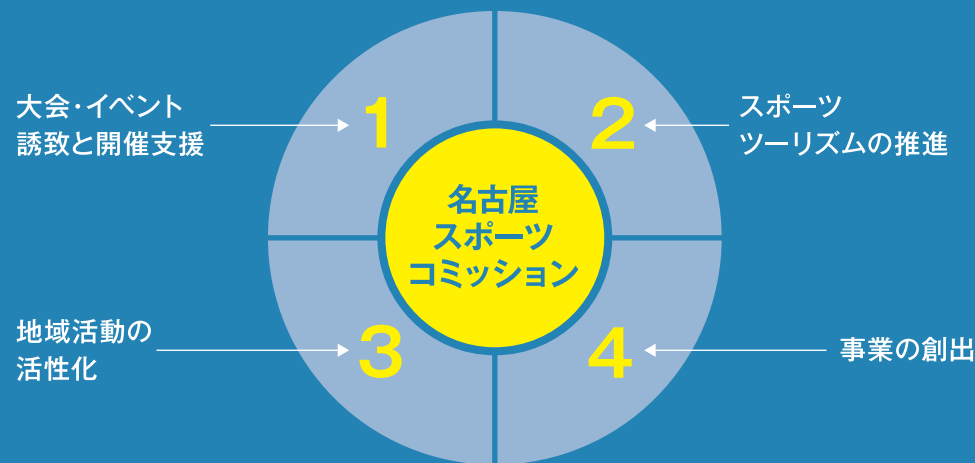 大会・イベント
誘致と開催支援
1
2
スポーツ
ツーリズムの推進
名古屋
スポーツ
コミッション
地域活動の
活性化
3
4
事業の創出